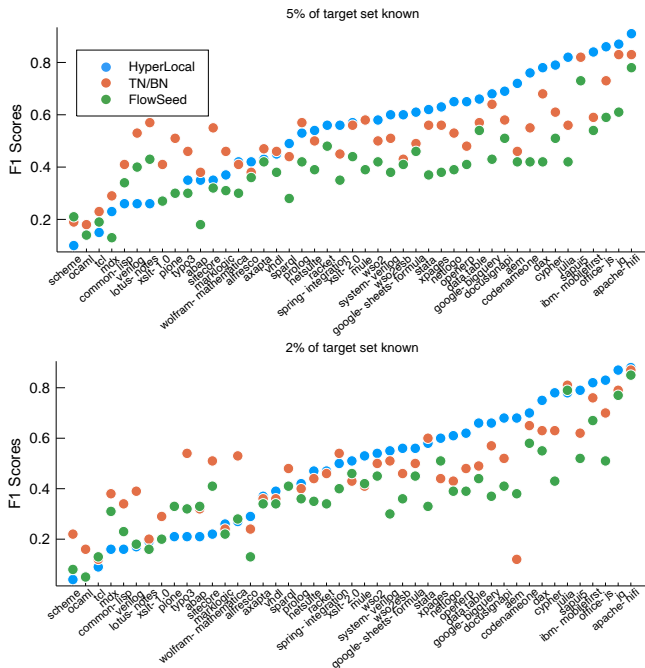 5% of target set known
HyperLocal
TN/BN
FlowSeed
F1 Scores
0.8
0.6
0.4
0.2
scheme
ocaml
tcl
mdx
common- lisp
verilog
lotus- notes
xslt- 1.0
plone
typo3
abap
sitecore
marklogic
wolfram- mathematica
alfresco
axapta
vhdl
sparql
prolog
netsuite
racket
spring- integration
xslt- 2.0
mule
wso2
system- verilog
wso2esb
google- sheets- formula
stata
xpages
netlogo
openerp
data.table
google- bigquery
docusignapi
aem
codenameone
dax
cypher
julia
sapui5
ibm- mobilefirst
office- js
jq
apache- nifi
2% of target set known
F1 Scores
0.8
0.6
0.4
0.2
scheme
ocaml
tcl
mdx
common- lisp
verilog
lotus- notes
xslt- 1.0
plone
typo3
abap
sitecore
marklogic
wolfram- mathematica
alfresco
axapta
vhdl
sparql
prolog
netsuite
racket
spring- integration
xslt- 2.0
mule
wso2
system- verilog
wso2esb
google- sheets- formula
stata
xpages
netlogo
openerp
data.table
google- bigquery
docusignapi
aem
codenameone
dax
cypher
julia
sapui5
ibm- mobilefirst
office- js
jq
apache- nifi